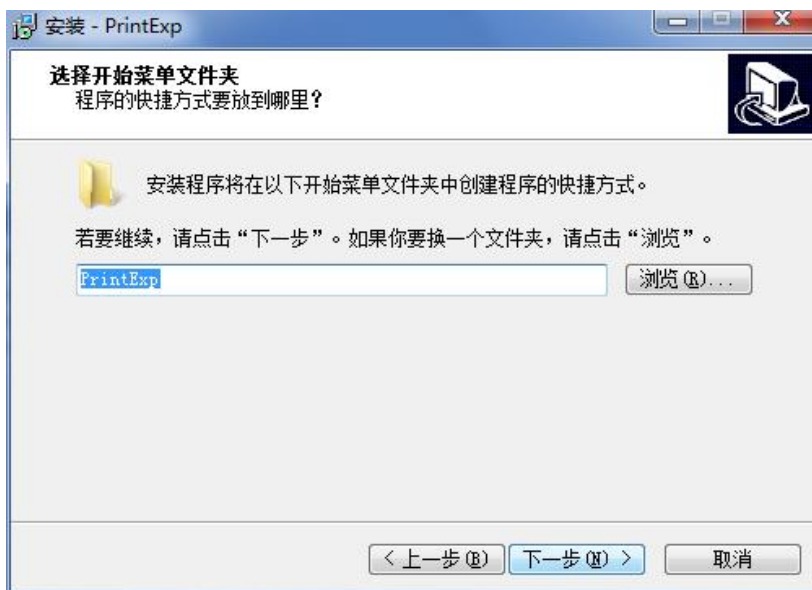 安装 - PrintExp
选择开始菜单文件夹
程序的快捷方式要放到哪里？
安装程序将在以下开始菜单文件夹中创建程序的快捷方式。
若要继续，请点击“下一步”。如果你要换一个文件夹，请点击“浏览”。
PrintExp
浏览(R)...
< 上一步(B)
下一步(N) >
取消